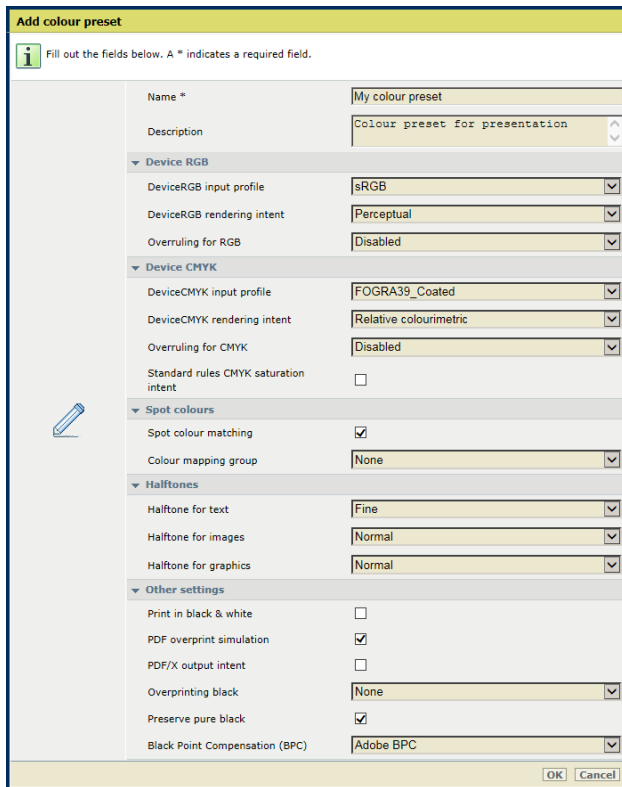 Add colour preset
Fill out the fields below. A * indicates a required field.
Name * My colour preset
Description Colour preset for presentation
Device RGB
DeviceRGB input profile sRGB
DeviceRGB rendering intent Perceptual
Overruling for RGB Disabled
Device CMYK
DeviceCMYK input profile FOGRA39_Coated
DeviceCMYK rendering intent Relative colourimetric
Overruling for CMYK Disabled
Standard rules CMYK saturation
intent
Spot colours
Spot colour matching
Colour mapping group None
Halftones
Halftone for text Fine
Halftone for images Normal
Halftone for graphics Normal
Other settings
Print in black & white
PDF overprint simulation
PDF/X output intent
Overprinting black None
Preserve pure black
Black Point Compensation (BPC) Adobe BPC
OK Cancel